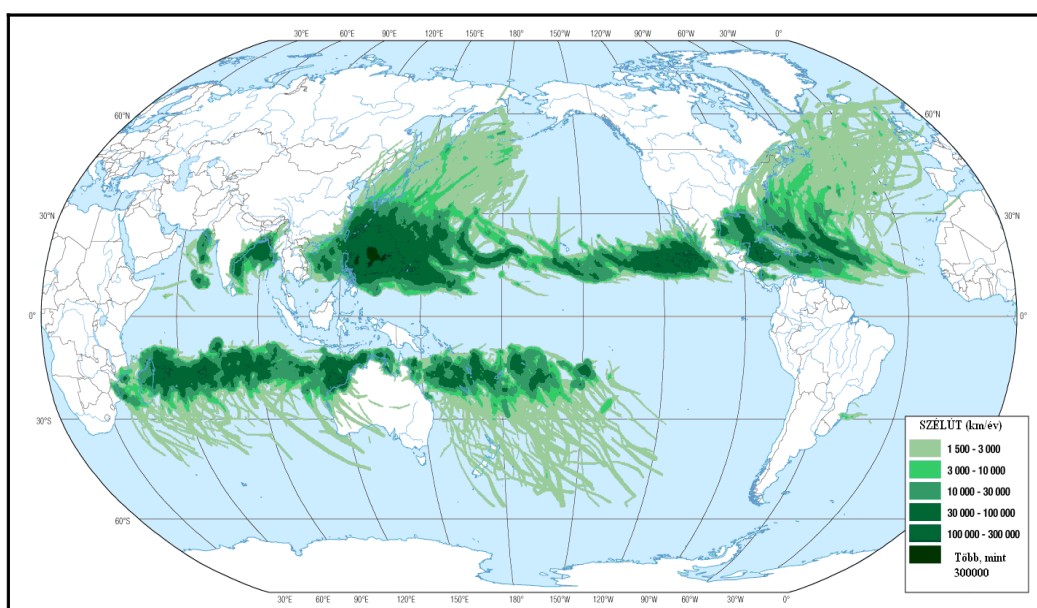 30°E 60°E 90°E 120°E 150°E 180° 150°W 120°W 90°W 60°W 30°W 0°
60°N 60°N
30°N 30°N
0° 0°
30°S
60°S
SZÉLÚT (km/év)
1 500 - 3 000
3 000 - 10 000
10 000 - 30 000
30 000 - 100 000
100 000 - 300 000
Több, mint
300000
30°E 60°E 90°E 120°E 150°E 180° 150°W 120°W 90°W 60°W 30°W 0°